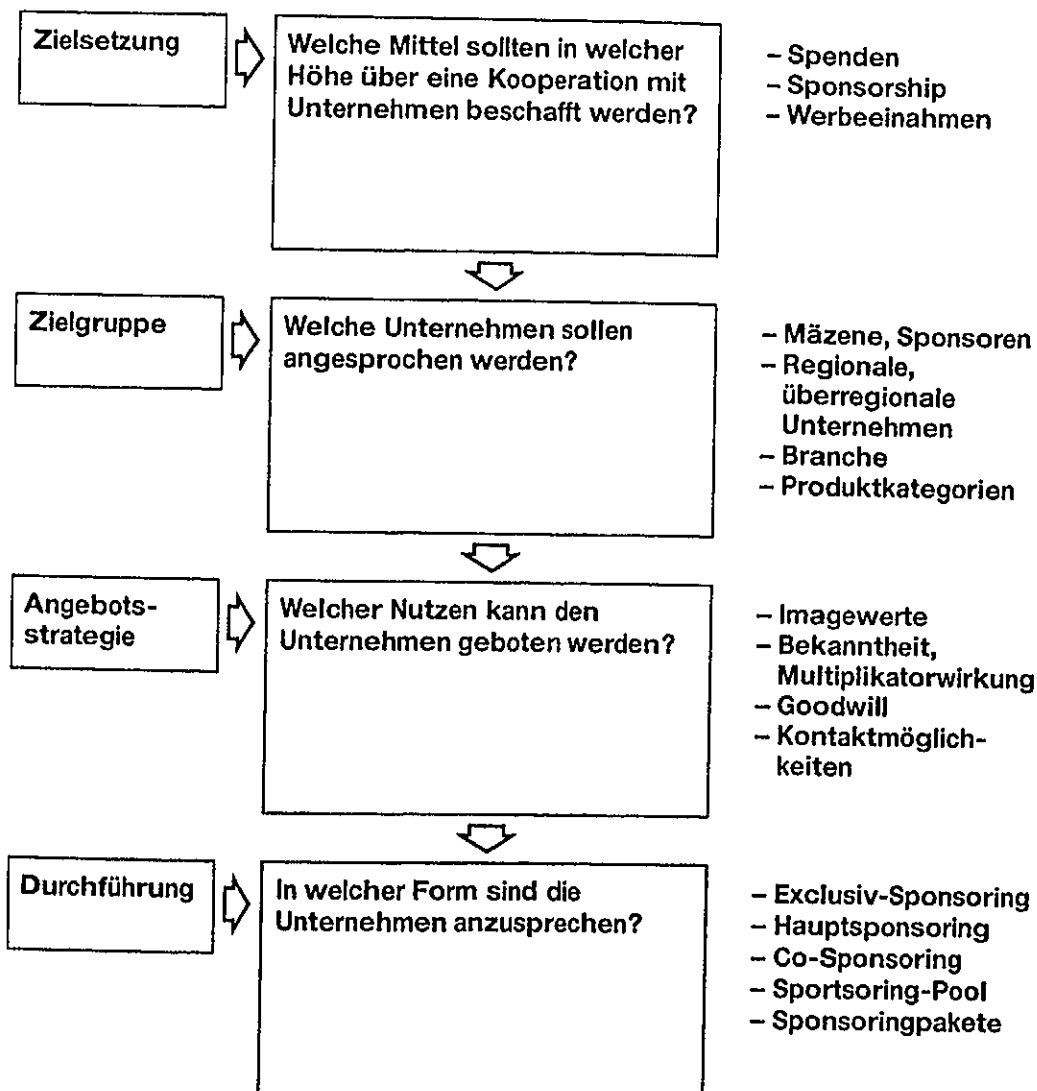 Zielsetzung
Welche Mittel sollten in welcher
Höhe über eine Kooperation mit
Unternehmen beschafft werden?
– Spenden
– Sponsorship
– Werbeeinahmen
Zielgruppe
Welche Unternehmen sollen
angesprochen werden?
– Mäzene, Sponsoren
– Regionale,
überregionale
Unternehmen
– Branche
– Produktkategorien
Angebots-
strategie
Welcher Nutzen kann den
Unternehmen geboten werden?
– Imagewerte
– Bekanntheit,
Multiplikatorwirkung
– Goodwill
– Kontaktmöglich-
keiten
Durchführung
In welcher Form sind die
Unternehmen anzusprechen?
– Exclusiv-Sponsoring
– Hauptsponsoring
– Co-Sponsoring
– Sportsoring-Pool
– Sponsoringpakete